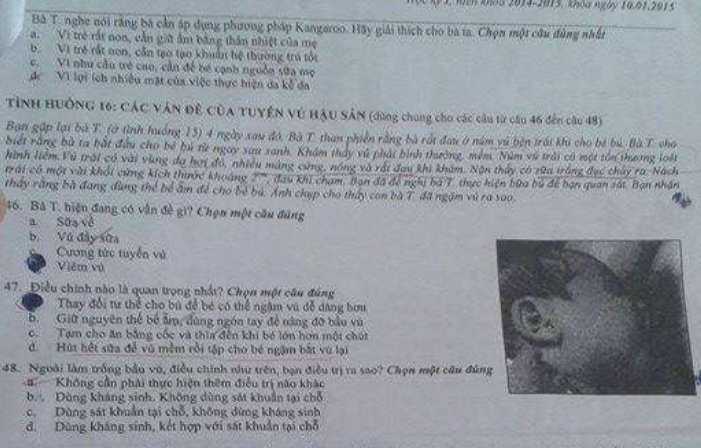 niên khóa 2014-2015, khóa ngày 10.01.2015
Bà T. nghe nói rằng bà cần áp dụng phương pháp Kangaroo. Hãy giải thích cho bà ta. Chọn một câu đúng nhất
a. Vì trẻ rất non, cần giữ ấm bằng thân nhiệt của mẹ
b. Vì trẻ rất non, cần tạo tạo khuẩn hệ thường trú tốt
c. Vì nhu cầu trẻ cao, cần để bé cạnh nguồn sữa mẹ
d. Vì lợi ích nhiều mặt của việc thực hiện da kề da
TÌNH HUỐNG 16: CÁC VẤN ĐỀ CỦA TUYẾN VÚ HẬU SẢN (dùng chung cho các câu từ câu 46 đến câu 48)
Bạn gặp lại bà T. (ở tình huống 15) 4 ngày sau đó. Bà T. than phiền rằng bà rất đau ở núm vú bên trái khi cho bé bú. Bà T. cho
biết rằng bà ta bắt đầu cho bé bú từ ngay sau sanh. Khám thấy vú phải bình thường, mềm. Núm vú trái có một tổn thương loét
hình liềm. Vú trái có vài vùng da hơi đỏ, nhiều mảng cứng, nóng và rất đau khi khám. Nặn thấy có sữa trắng đục chảy ra. Nách
trái có một vài khối cứng kích thước khoảng 2cm, đau khi chạm. Bạn đã đề nghị bà T. thực hiện bữa bú để bạn quan sát. Bạn nhận
thấy rằng bà đang dùng thế bế ẵm để cho bé bú. Ảnh chụp cho thấy con bà T. đã ngậm vú ra sao.
46. Bà T. hiện đang có vấn đề gì? Chọn một câu đúng
a. Sữa về
b. Vú đầy sữa
c. Cương tức tuyến vú
Viêm vú
47. Điều chỉnh nào là quan trọng nhất? Chọn một câu đúng
Thay đổi tư thế cho bú để bé có thể ngậm vú dễ dàng hơn
b. Giữ nguyên thế bế ẵm, dùng ngón tay để nâng đỡ bầu vú
c. Tạm cho ăn bằng cốc và thìa đến khi bé lớn hơn một chút
d. Hút hết sữa để vú mềm rồi tập cho bé ngậm bắt vú lại
48. Ngoài làm trống bầu vú, điều chỉnh như trên, bạn điều trị ra sao? Chọn một câu đúng
a. Không cần phải thực hiện thêm điều trị nào khác
b. Dùng kháng sinh. Không dùng sát khuẩn tại chỗ
c. Dùng sát khuẩn tại chỗ, không dùng kháng sinh
d. Dùng kháng sinh, kết hợp với sát khuẩn tại chỗ